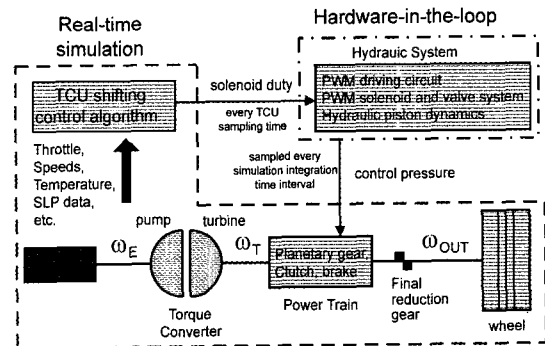 Real-time
simulation
Hardware-in-the-loop
Hydrauic System
PWM driving circuit
PWM solenoid and valve system
Hydraulic piston dynamics
TCU shifting
control algorithm
solenoid duty
every TCU
sampling time
Throttle,
Speeds,
Temperature,
SLP data,
etc.
sampled every
simulation integration
time interval
control pressure
pump
turbine
ωE
ωT
Planetary gear,
Clutch, brake
ωOUT
Torque
Converter
Power Train
Final
reduction
gear
wheel